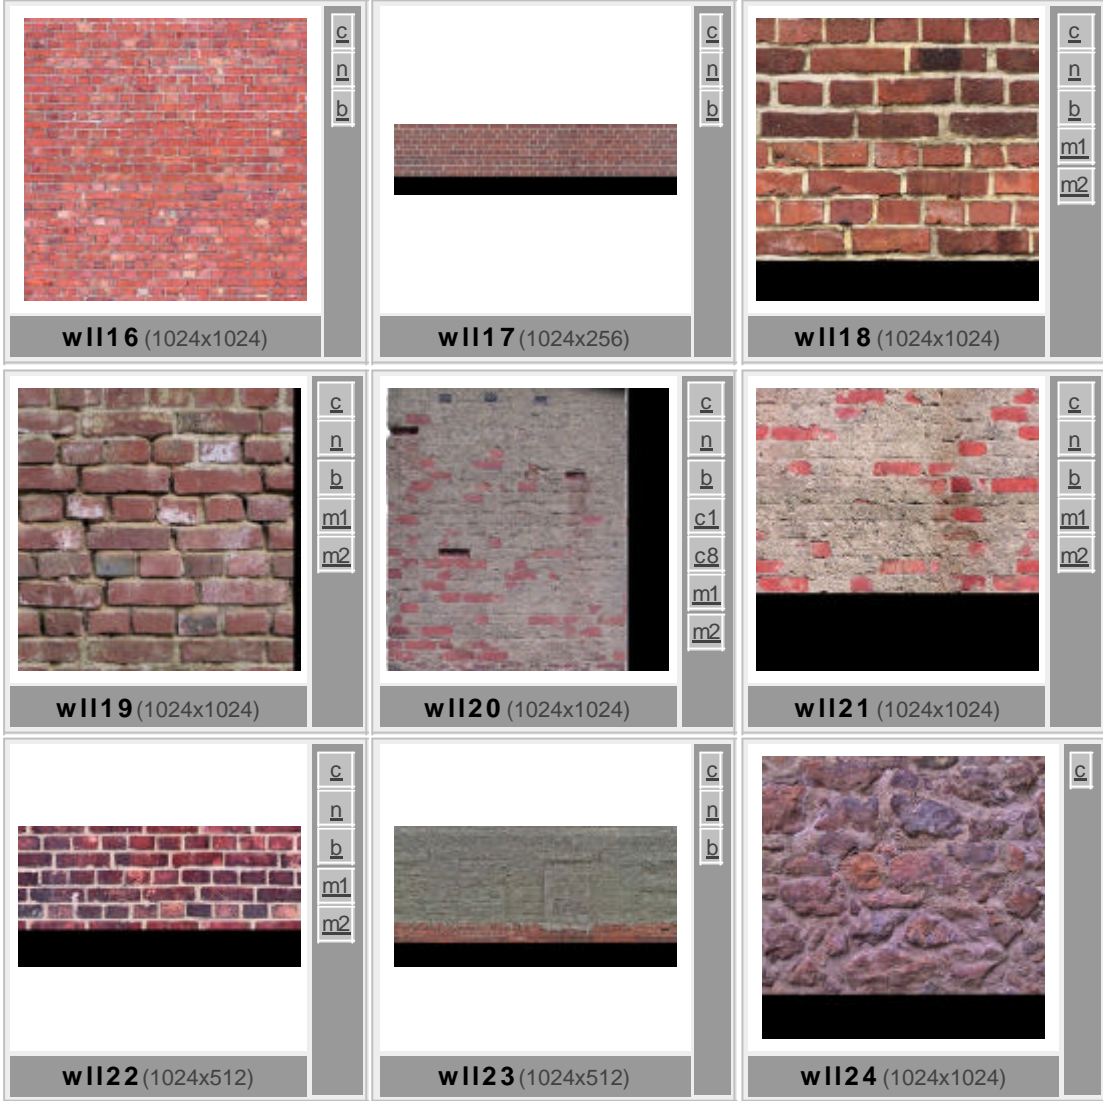 c
n
b
wll16 (1024x1024)
c
n
b
wll17 (1024x256)
c
n
b
m1
m2
wll18 (1024x1024)
c
n
b
m1
m2
wll19 (1024x1024)
c
n
b
c1
c8
m1
m2
wll20 (1024x1024)
c
n
b
m1
m2
wll21 (1024x1024)
c
n
b
m1
m2
wll22 (1024x512)
c
n
b
wll23 (1024x512)
c
wll24 (1024x1024)